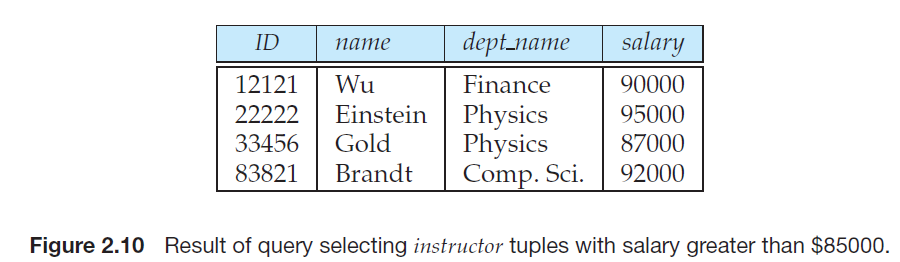 ID name dept_name salary
12121 Wu Finance 90000
22222 Einstein Physics 95000
33456 Gold Physics 87000
83821 Brandt Comp. Sci. 92000
Figure 2.10 Result of query selecting instructor tuples with salary greater than $85000.